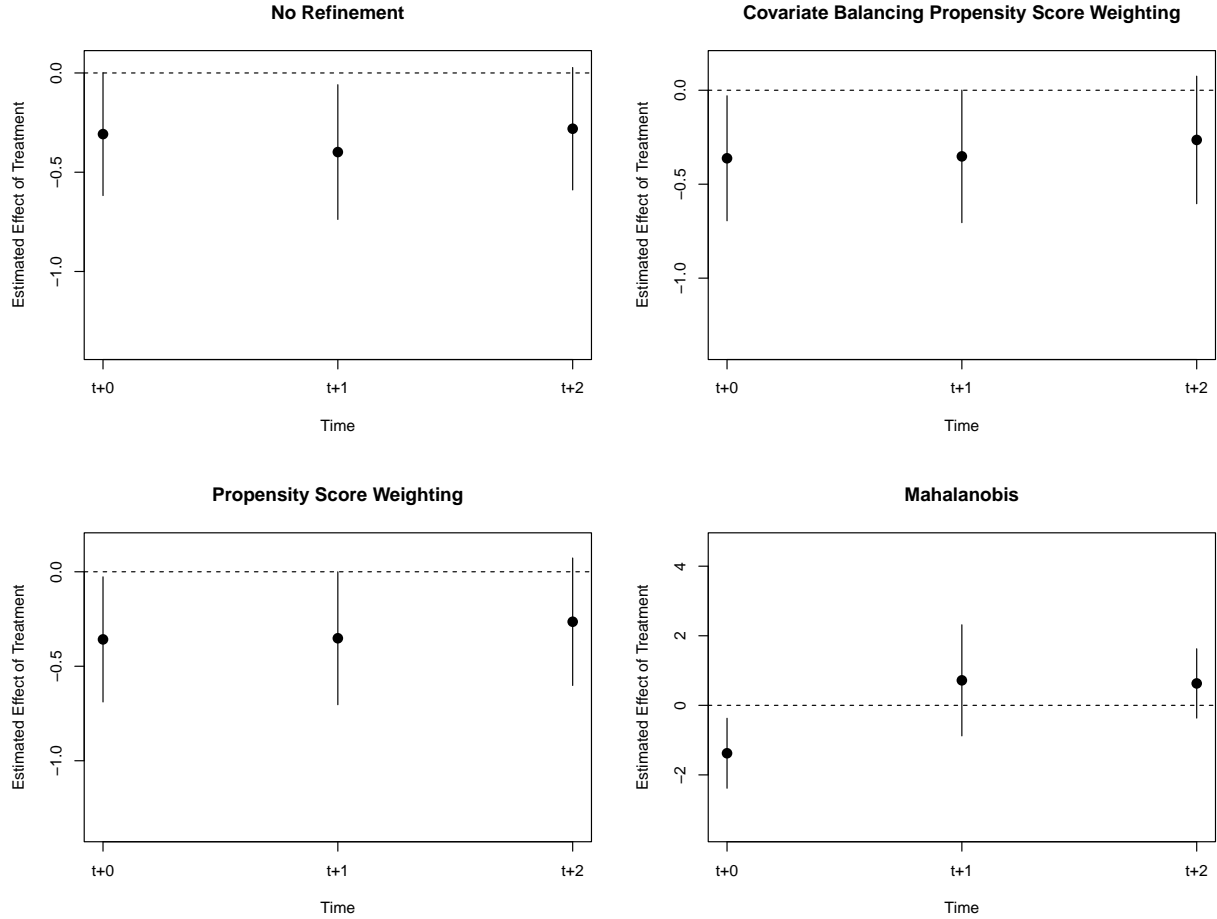 No Refinement
Estimated Effect of Treatment
0.0
−0.5
−1.0
t+0 t+1 t+2
Time
Covariate Balancing Propensity Score Weighting
Estimated Effect of Treatment
0.0
−0.5
−1.0
t+0 t+1 t+2
Time
Propensity Score Weighting
Estimated Effect of Treatment
0.0
−0.5
−1.0
t+0 t+1 t+2
Time
Mahalanobis
Estimated Effect of Treatment
4
2
0
−2
t+0 t+1 t+2
Time